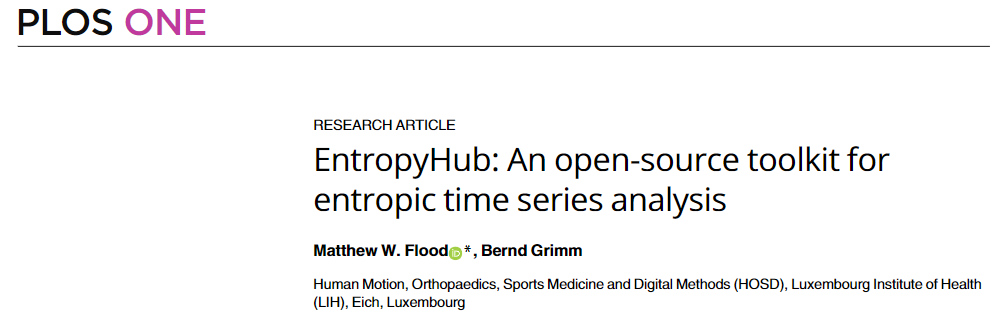 PLOS ONE
RESEARCH ARTICLE
EntropyHub: An open-source toolkit for
entropic time series analysis
Matthew W. Flood iD *, Bernd Grimm
Human Motion, Orthopaedics, Sports Medicine and Digital Methods (HOSD), Luxembourg Institute of Health
(LIH), Eich, Luxembourg